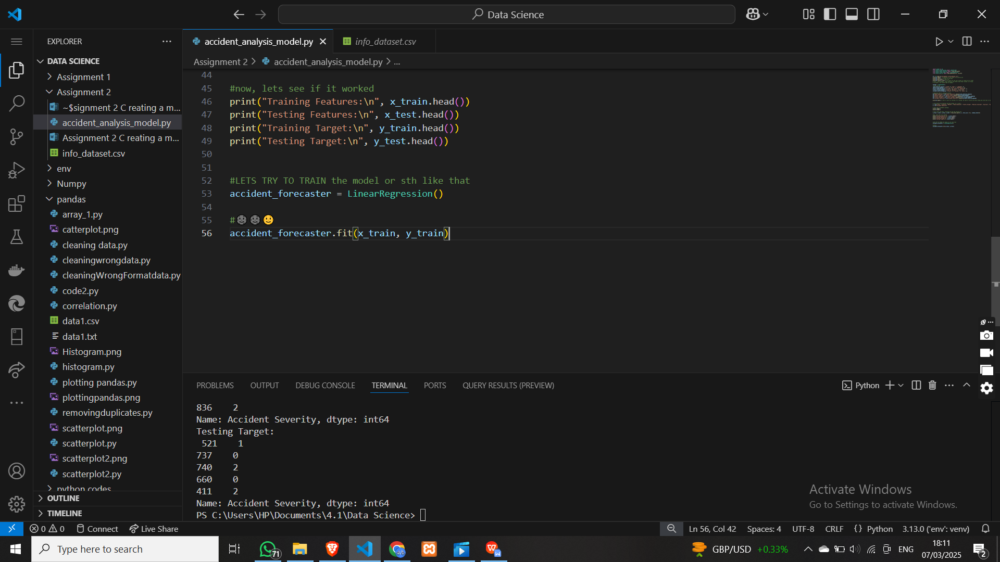 Data Science
EXPLORER
DATA SCIENCE
Assignment 1
Assignment 2
~$signment 2 C reating a m...
accident_analysis_model.py
Assignment 2 C reating a m...
info_dataset.csv
env
Numpy
pandas
array_1.py
catterplot.png
cleaning data.py
cleaningwrongdata.py
cleaningWrongFormatdata.py
code2.py
correlation.py
data1.csv
data1.txt
Histogram.png
histogram.py
plotting pandas.py
plottingpandas.png
removingduplicates.py
scatterplot.png
scatterplot.py
scatterplot2.png
scatterplot2.py
python codes
OUTLINE
TIMELINE
accident_analysis_model.py
info_dataset.csv
Assignment 2 > accident_analysis_model.py > ...
44
45 #now, lets see if it worked
46 print("Training Features:\n", x_train.head())
47 print("Testing Features:\n", x_test.head())
48 print("Training Target:\n", y_train.head())
49 print("Testing Target:\n", y_test.head())
50
51
52 #LETS TRY TO TRAIN the model or sth like that
53 accident_forecaster = LinearRegression()
54
55 #🌚🌚🙂
56 accident_forecaster.fit(x_train, y_train)
PROBLEMS OUTPUT DEBUG CONSOLE TERMINAL PORTS QUERY RESULTS (PREVIEW)
Python
836 2
Name: Accident Severity, dtype: int64
Testing Target:
521 1
737 0
740 2
660 0
411 2
Name: Accident Severity, dtype: int64
PS C:\Users\HP\Documents\4.1\Data Science>
Activate Windows
Go to Settings to activate Windows.
0 0 Connect Live Share
Ln 56, Col 42 Spaces: 4 UTF-8 CRLF {} Python 3.13.0 ('env': venv)
Type here to search
71
GBP/USD +0.33%
ENG
18:11
07/03/2025
2